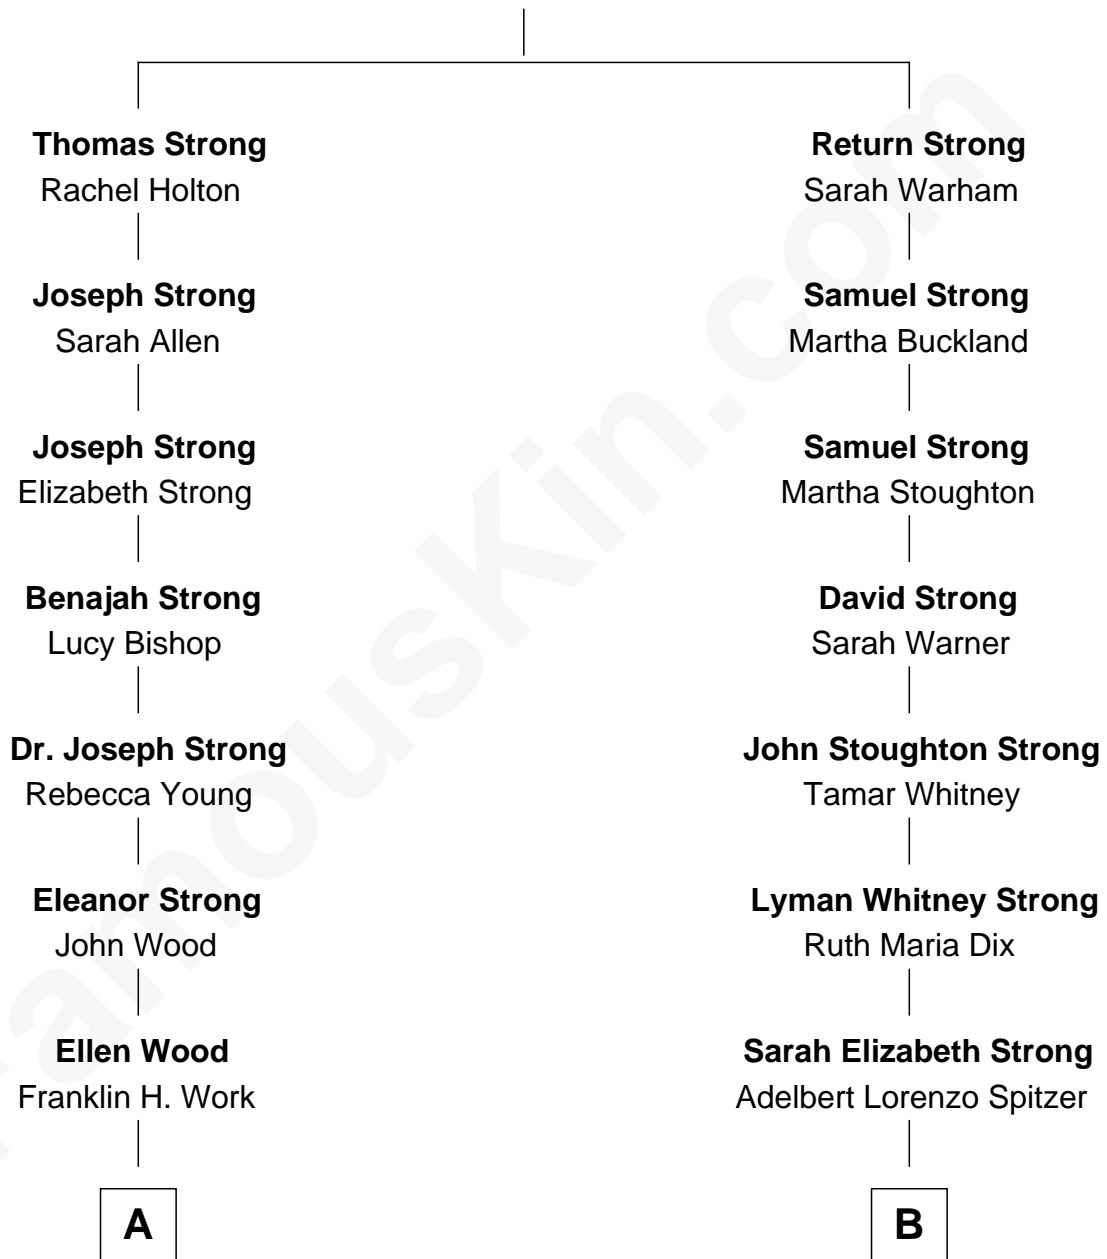 Thomas Strong
Rachel Holton
Return Strong
Sarah Warham
Joseph Strong
Sarah Allen
Samuel Strong
Martha Buckland
Joseph Strong
Elizabeth Strong
Samuel Strong
Martha Stoughton
Benajah Strong
Lucy Bishop
David Strong
Sarah Warner
Dr. Joseph Strong
Rebecca Young
John Stoughton Strong
Tamar Whitney
Eleanor Strong
John Wood
Lyman Whitney Strong
Ruth Maria Dix
Ellen Wood
Franklin H. Work
Sarah Elizabeth Strong
Adelbert Lorenzo Spitzer
A
B
FamousKin.com